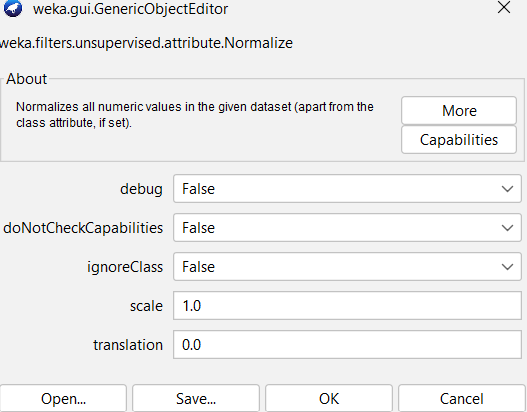 weka.gui.GenericObjectEditor
weka.filters.unsupervised.attribute.Normalize
About
Normalizes all numeric values in the given dataset (apart from the
class attribute, if set).
More
Capabilities
debug False
doNotCheckCapabilities False
ignoreClass False
scale 1.0
translation 0.0
Open... Save... OK Cancel